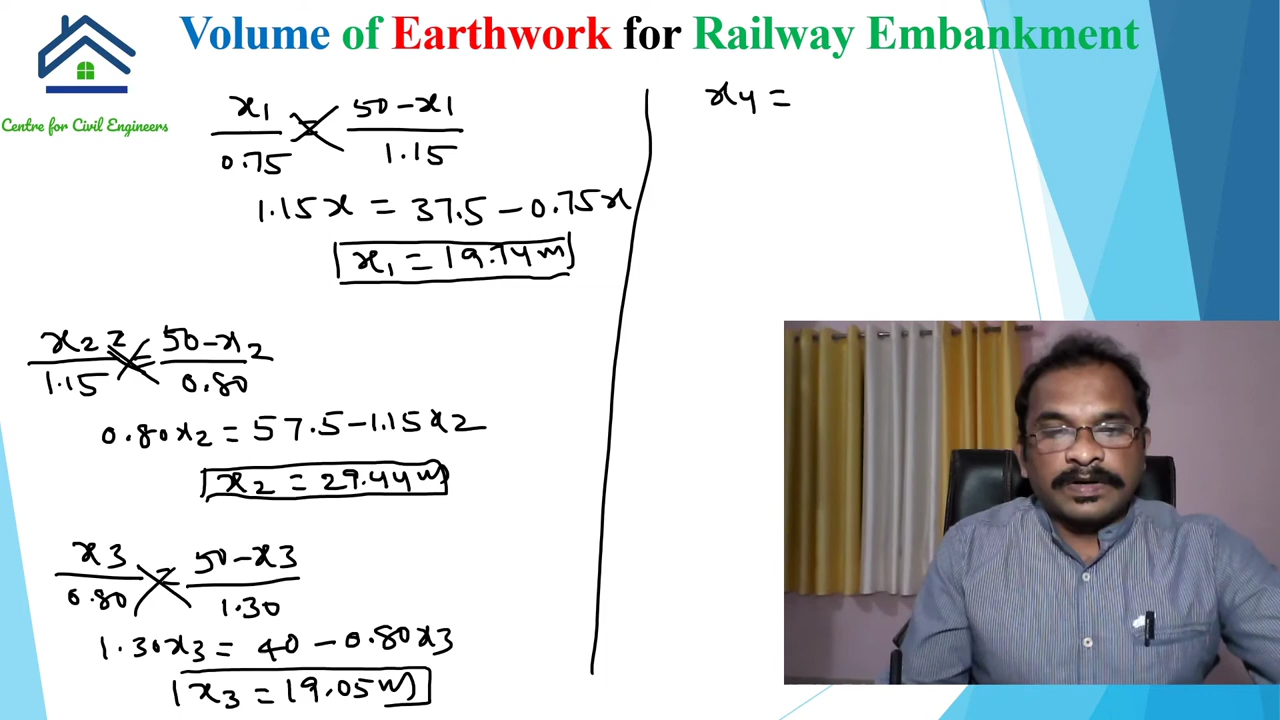 Volume of Earthwork for Railway Embankment
Centre for Civil Engineers
x1/0.75 = 50-x1/1.15
1.15x = 37.5 - 0.75x
x1 = 19.74m
x2/1.15 = 50-x2/0.80
0.80x2 = 57.5 - 1.15x2
x2 = 29.44m
x3/0.80 = 50-x3/1.30
1.30x3 = 40 - 0.80x3
x3 = 19.05m
x4 =